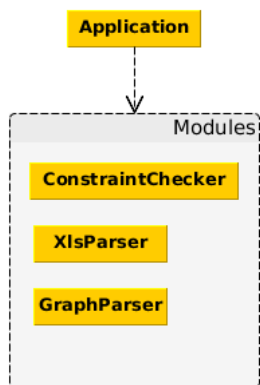 Application
Modules
ConstraintChecker
XlsParser
GraphParser